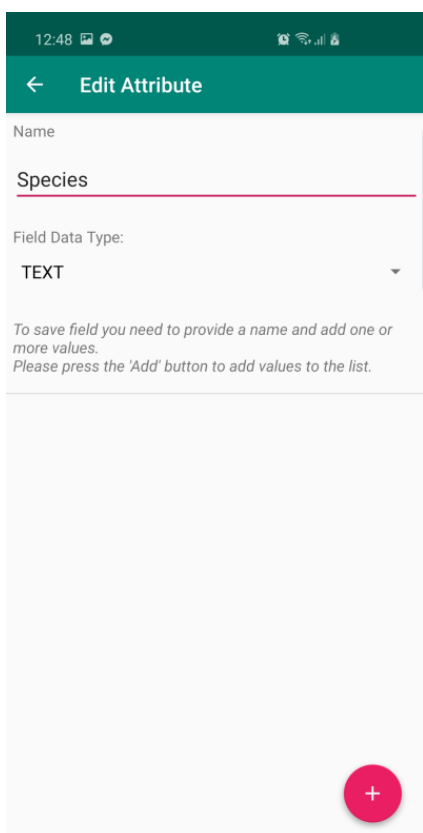 12:48
Edit Attribute
Name
Species
Field Data Type:
TEXT
To save field you need to provide a name and add one or
more values.
Please press the 'Add' button to add values to the list.
+